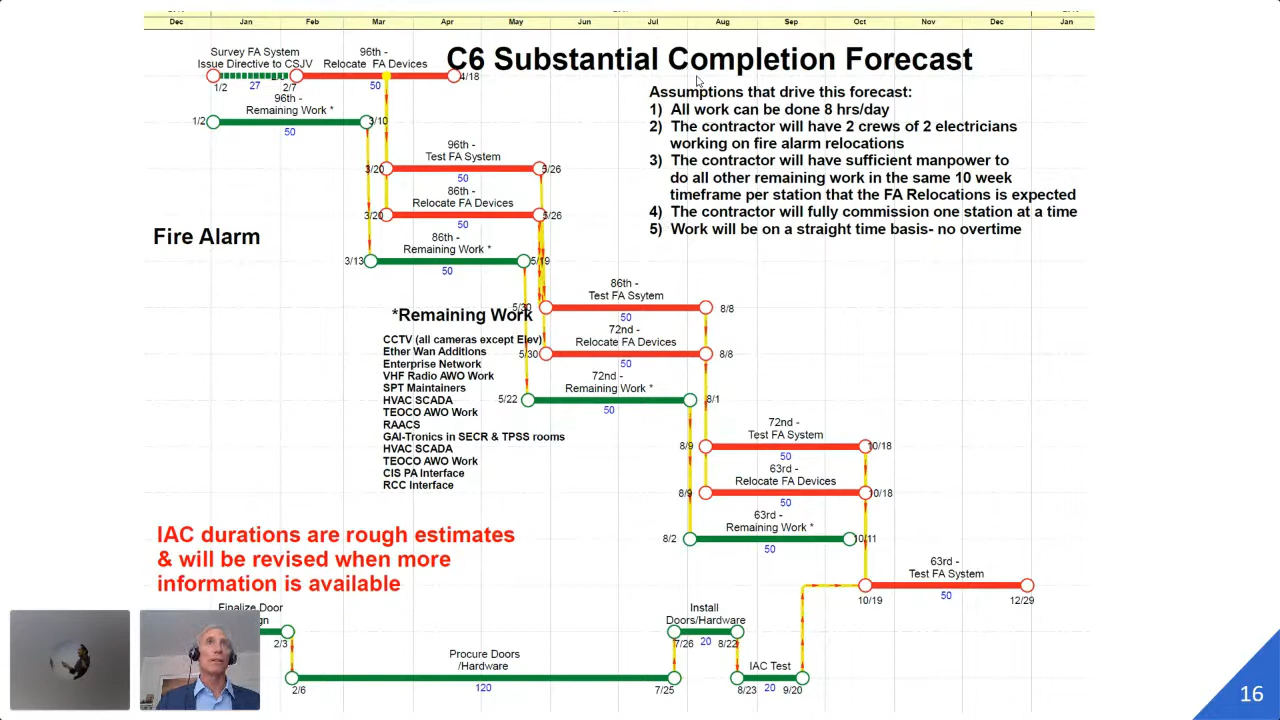 Dec Jan Feb Mar Apr May Jun Jul Aug Sep Oct Nov Dec Jan
C6 Substantial Completion Forecast
Survey FA System
Issue Directive to CSJV
1/2
27
2/7
96th -
Relocate FA Devices
50
4/18
96th -
Remaining Work *
1/2
50
3/10
Assumptions that drive this forecast:
1) All work can be done 8 hrs/day
2) The contractor will have 2 crews of 2 electricians
working on fire alarm relocations
3) The contractor will have sufficient manpower to
do all other remaining work in the same 10 week
timeframe per station that the FA Relocations is expected
4) The contractor will fully commission one station at a time
5) Work will be on a straight time basis- no overtime
96th -
Test FA System
3/20
50
5/26
86th -
Relocate FA Devices
3/20
50
5/26
Fire Alarm
86th -
Remaining Work *
3/13
50
5/19
86th -
Test FA Ssytem
5/30
50
8/8
*Remaining Work
CCTV (all cameras except Elev)
Ether Wan Additions
Enterprise Network
VHF Radio AWO Work
SPT Maintainers
HVAC SCADA
TEOCO AWO Work
RAACS
GAI-Tronics in SECR & TPSS rooms
HVAC SCADA
TEOCO AWO Work
CIS PA Interface
RCC Interface
72nd -
Relocate FA Devices
5/30
50
8/8
72nd -
Remaining Work *
5/22
50
8/1
72nd -
Test FA System
8/9
50
10/18
63rd -
Relocate FA Devices
8/9
50
10/18
63rd -
Remaining Work *
8/2
50
10/11
IAC durations are rough estimates
& will be revised when more
information is available
63rd -
Test FA System
10/19
50
12/29
Finalize Door
2/3
Procure Doors
/Hardware
2/6
120
7/25
Install
Doors/Hardware
7/26
20
8/22
IAC Test
8/23
20
9/20
16